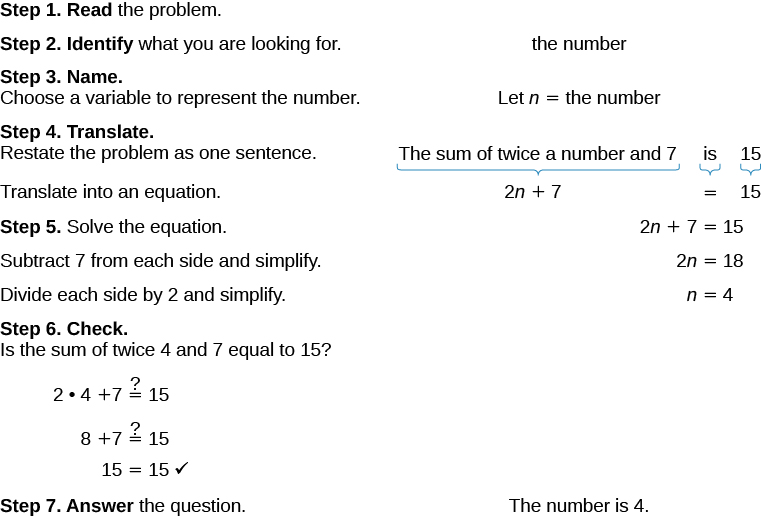 Step 1. Read the problem.
Step 2. Identify what you are looking for. the number
Step 3. Name.
Choose a variable to represent the number. Let n = the number
Step 4. Translate.
Restate the problem as one sentence. The sum of twice a number and 7 is 15
Translate into an equation. 2n + 7 = 15
Step 5. Solve the equation. 2n + 7 = 15
Subtract 7 from each side and simplify. 2n = 18
Divide each side by 2 and simplify. n = 4
Step 6. Check.
Is the sum of twice 4 and 7 equal to 15?
2 • 4 +7 ≟ 15
8 +7 ≟ 15
15 = 15 ✓
Step 7. Answer the question. The number is 4.